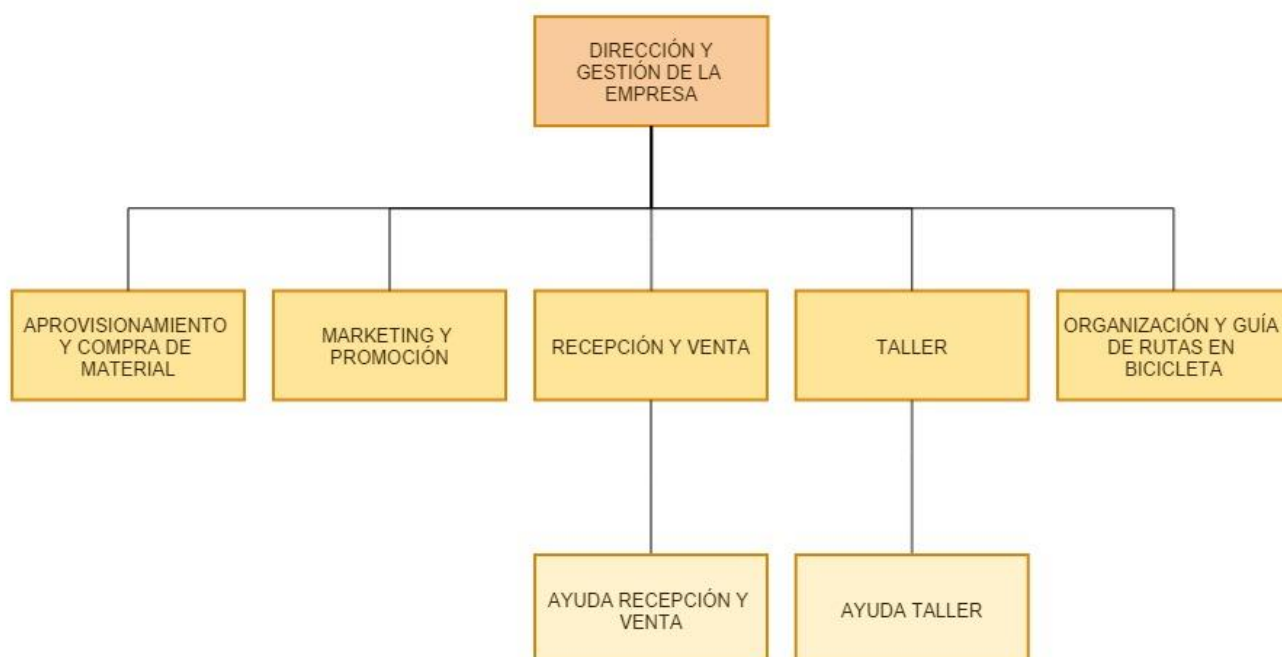 DIRECCIÓN Y
GESTIÓN DE LA
EMPRESA
APROVISIONAMIENTO
Y COMPRA DE
MATERIAL
MARKETING Y
PROMOCIÓN
RECEPCIÓN Y VENTA
TALLER
ORGANIZACIÓN Y GUÍA
DE RUTAS EN
BICICLETA
AYUDA RECEPCIÓN Y
VENTA
AYUDA TALLER